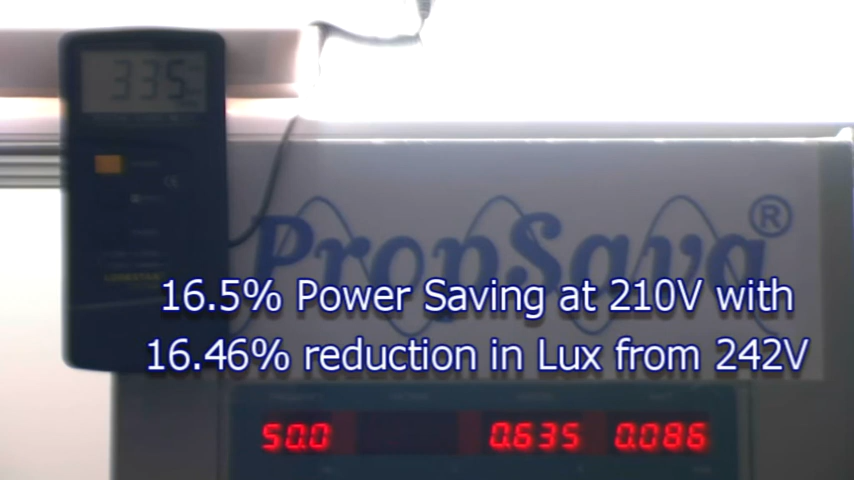 335
PropSava®
16.5% Power Saving at 210V with
16.46% reduction in Lux from 242V
50.0 0.635 0.086